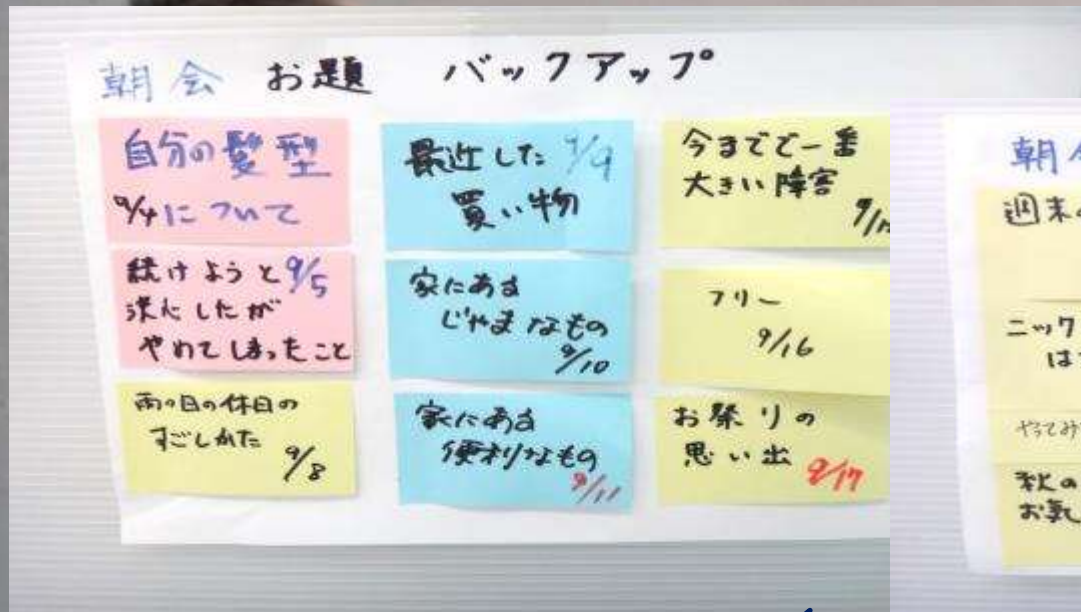 朝会 お題 バックアップ
自分の髪型
9/4について
続けようと 9/5
決心したが
やめてしまったこと
雨の日の休日の
すごしかた
9/8
最近した 9/9
買い物
家にある
じゃまなもの
9/10
家にある
便利なもの
9/11
今までで一番
大きい障害
フリー
9/16
お祭りの
思い出 9/17
朝
週末
ニック
は
やってみ
秋の
お気